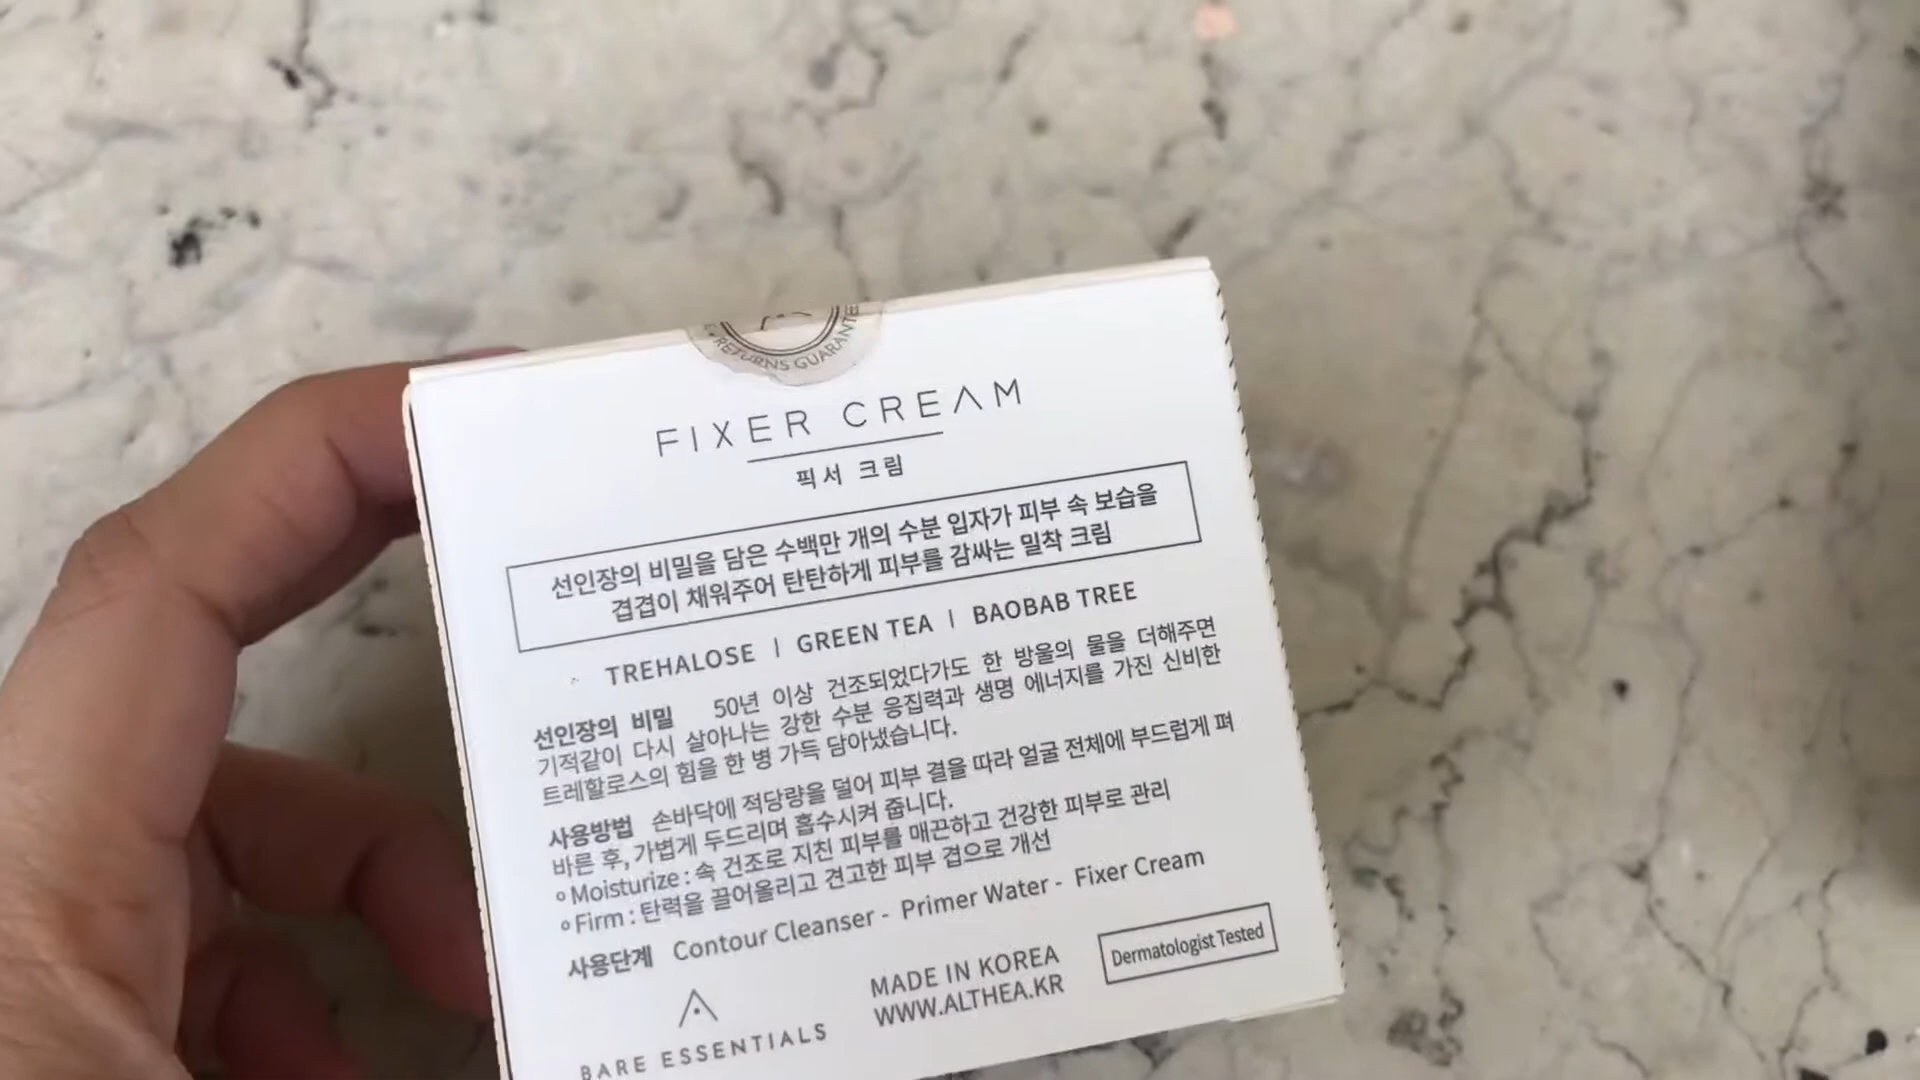 RETURNS GUARANTE
FIXER CREAM
픽서 크림
선인장의 비밀을 담은 수백만 개의 수분 입자가 피부 속 보습을
겹겹이 채워주어 탄탄하게 피부를 감싸는 밀착 크림
TREHALOSE | GREEN TEA | BAOBAB TREE
선인장의 비밀 50년 이상 건조되었다가도 한 방울의 물을 더해주면
기적같이 다시 살아나는 강한 수분 응집력과 생명 에너지를 가진 신비한
트레할로스의 힘을 한 병 가득 담아냈습니다.
사용방법 손바닥에 적당량을 덜어 피부 결을 따라 얼굴 전체에 부드럽게 펴
바른 후, 가볍게 두드리며 흡수시켜 줍니다.
Moisturize : 속 건조로 지친 피부를 매끈하고 건강한 피부로 관리
Firm : 탄력을 끌어올리고 견고한 피부 겹으로 개선
사용단계 Contour Cleanser - Primer Water - Fixer Cream
MADE IN KOREA
WWW.ALTHEA.KR
Dermatologist Tested
BARE ESSENTIALS